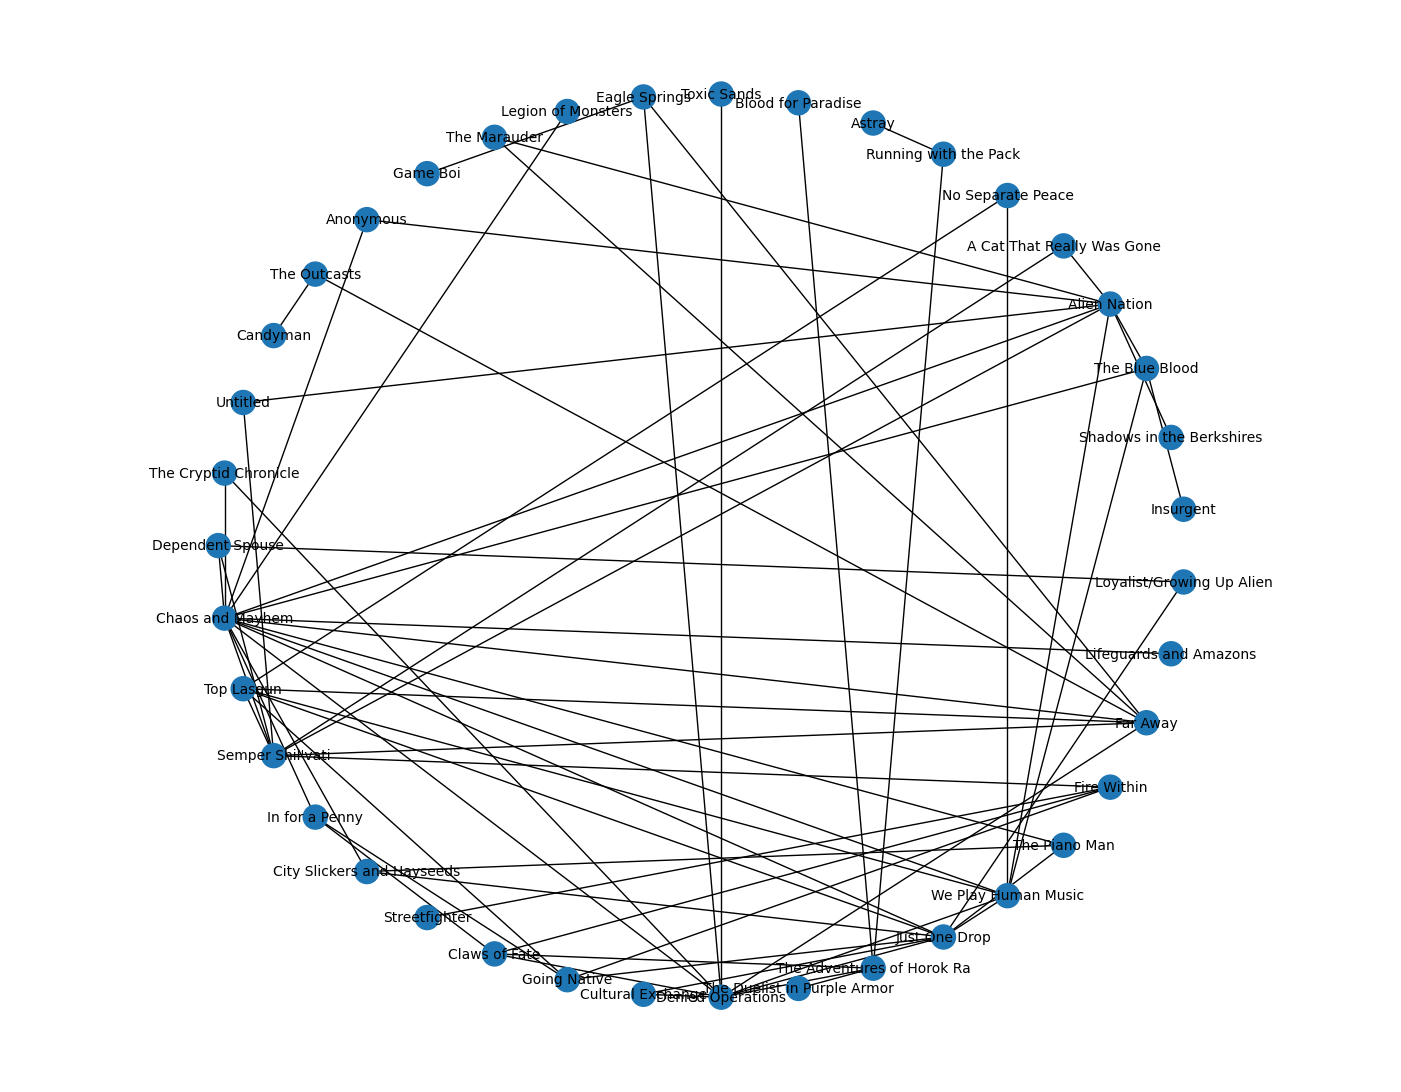 Toxic Sands
Eagle Springs
Blood for Paradise
Legion of Monsters
Astray
The Marauder
Running with the Pack
Game Boi
No Separate Peace
Anonymous
A Cat That Really Was Gone
The Outcasts
Alien Nation
Candyman
The Blue Blood
Untitled
Shadows in the Berkshires
The Cryptid Chronicle
Insurgent
Dependent Spouse
Loyalist/Growing Up Alien
Chaos and Mayhem
Lifeguards and Amazons
Top Lasgun
Far Away
Semper Shil'vati
Fire Within
In for a Penny
The Piano Man
City Slickers and Hayseeds
We Play Human Music
Streetfighter
Just One Drop
Claws of Fate
The Adventures of Horok Ra
Going Native
The Duelist in Purple Armor
Cultural Exchange
Denied Operations